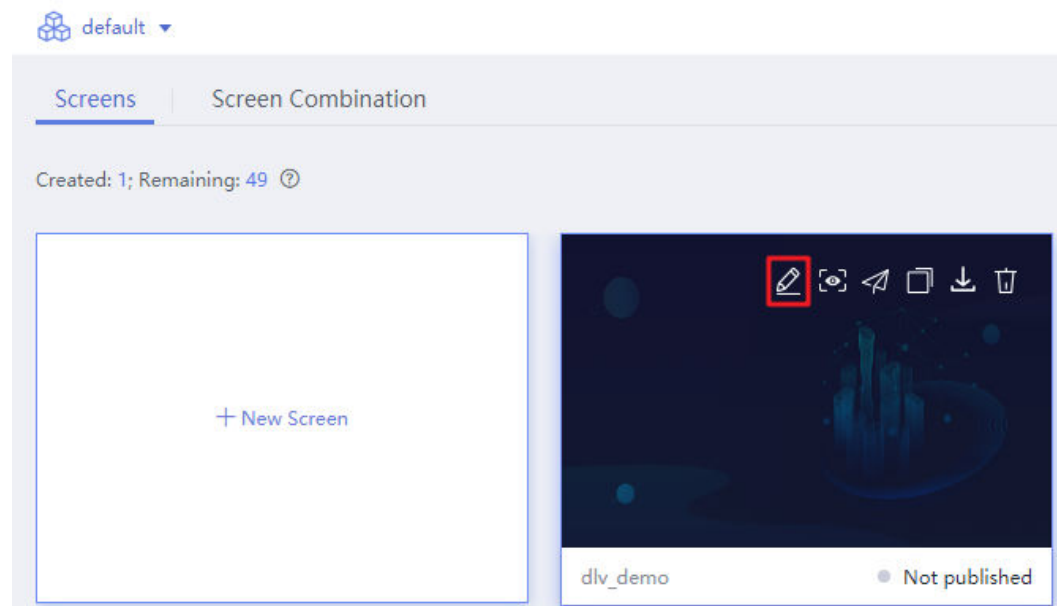 default
Screens
Screen Combination
Created: 1; Remaining: 49 ?
+ New Screen
dlv_demo
Not published